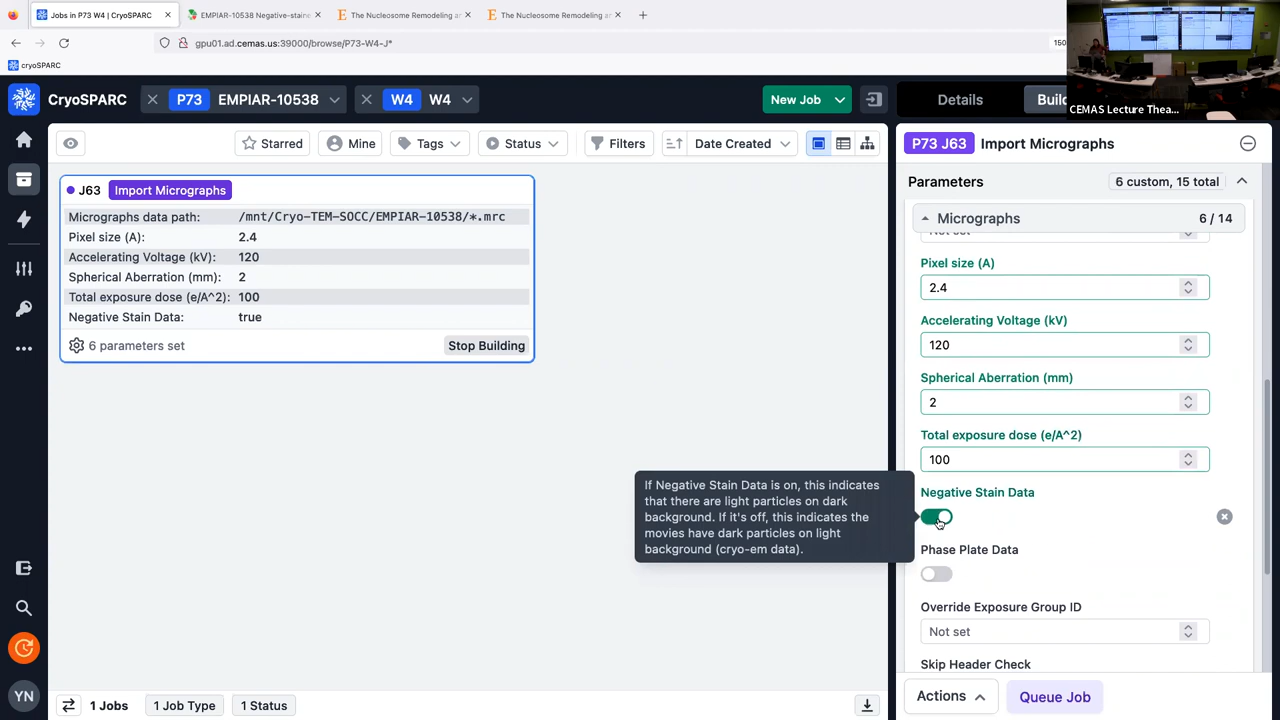 Jobs in P73 W4 | CryoSPARC
EMPIAR-10538 Negative-staine
The Nucleosome Remodeling an
The Nucleosome Remodeling an
gpu01.ad.cemas.us:39000/browse/P73-W4-J*
150
cryoSPARC
CEMAS Lecture Thea...
CryoSPARC
P73
EMPIAR-10538
W4
W4
New Job
Details
Buil
Starred
Mine
Tags
Status
Filters
Date Created
P73 J63
Import Micrographs
J63
Import Micrographs
Micrographs data path:
/mnt/Cryo-TEM-SOCC/EMPIAR-10538/*.mrc
Pixel size (A):
2.4
Accelerating Voltage (kV):
120
Spherical Aberration (mm):
2
Total exposure dose (e/A^2):
100
Negative Stain Data:
true
6 parameters set
Stop Building
Parameters
6 custom, 15 total
Micrographs
6 / 14
Not set
Pixel size (A)
2.4
Accelerating Voltage (kV)
120
Spherical Aberration (mm)
2
Total exposure dose (e/A^2)
100
Negative Stain Data
If Negative Stain Data is on, this indicates
that there are light particles on dark
background. If it's off, this indicates the
movies have dark particles on light
background (cryo-em data).
Phase Plate Data
Override Exposure Group ID
Not set
Skip Header Check
YN
1 Jobs
1 Job Type
1 Status
Actions
Queue Job